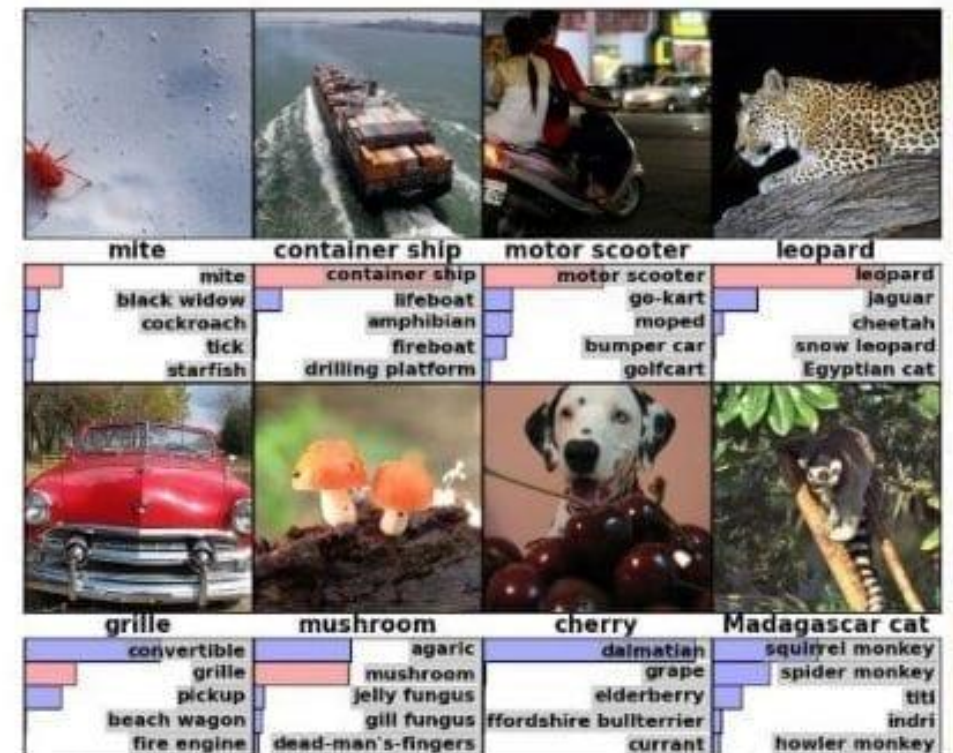 mite
container ship
motor scooter
leopard
mite
black widow
cockroach
tick
starfish
container ship
lifeboat
amphibian
fireboat
drilling platform
motor scooter
go-kart
moped
bumper car
golfcart
leopard
jaguar
cheetah
snow leopard
Egyptian cat
grille
mushroom
cherry
Madagascar cat
convertible
grille
pickup
beach wagon
fire engine
agaric
mushroom
jelly fungus
gill fungus
dead-man's-fingers
dalmatian
grape
elderberry
ffordshire bullterrier
currant
squirrel monkey
spider monkey
titi
indri
howler monkey